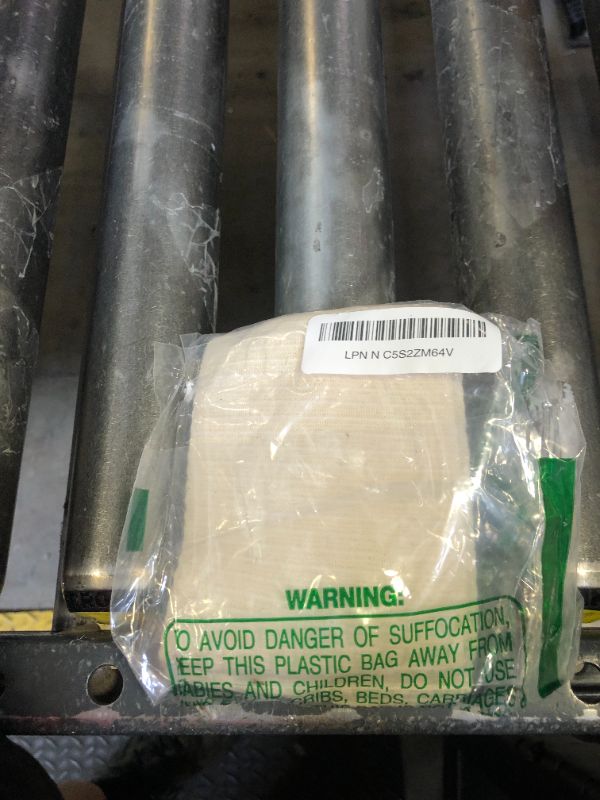 LPN N C5S2ZM64V
WARNING:
O AVOID DANGER OF SUFFOCATION,
EEP THIS PLASTIC BAG AWAY FROM
ABIES AND CHILDREN, DO NOT USE
CRIBS, BEDS, CARRIAGES